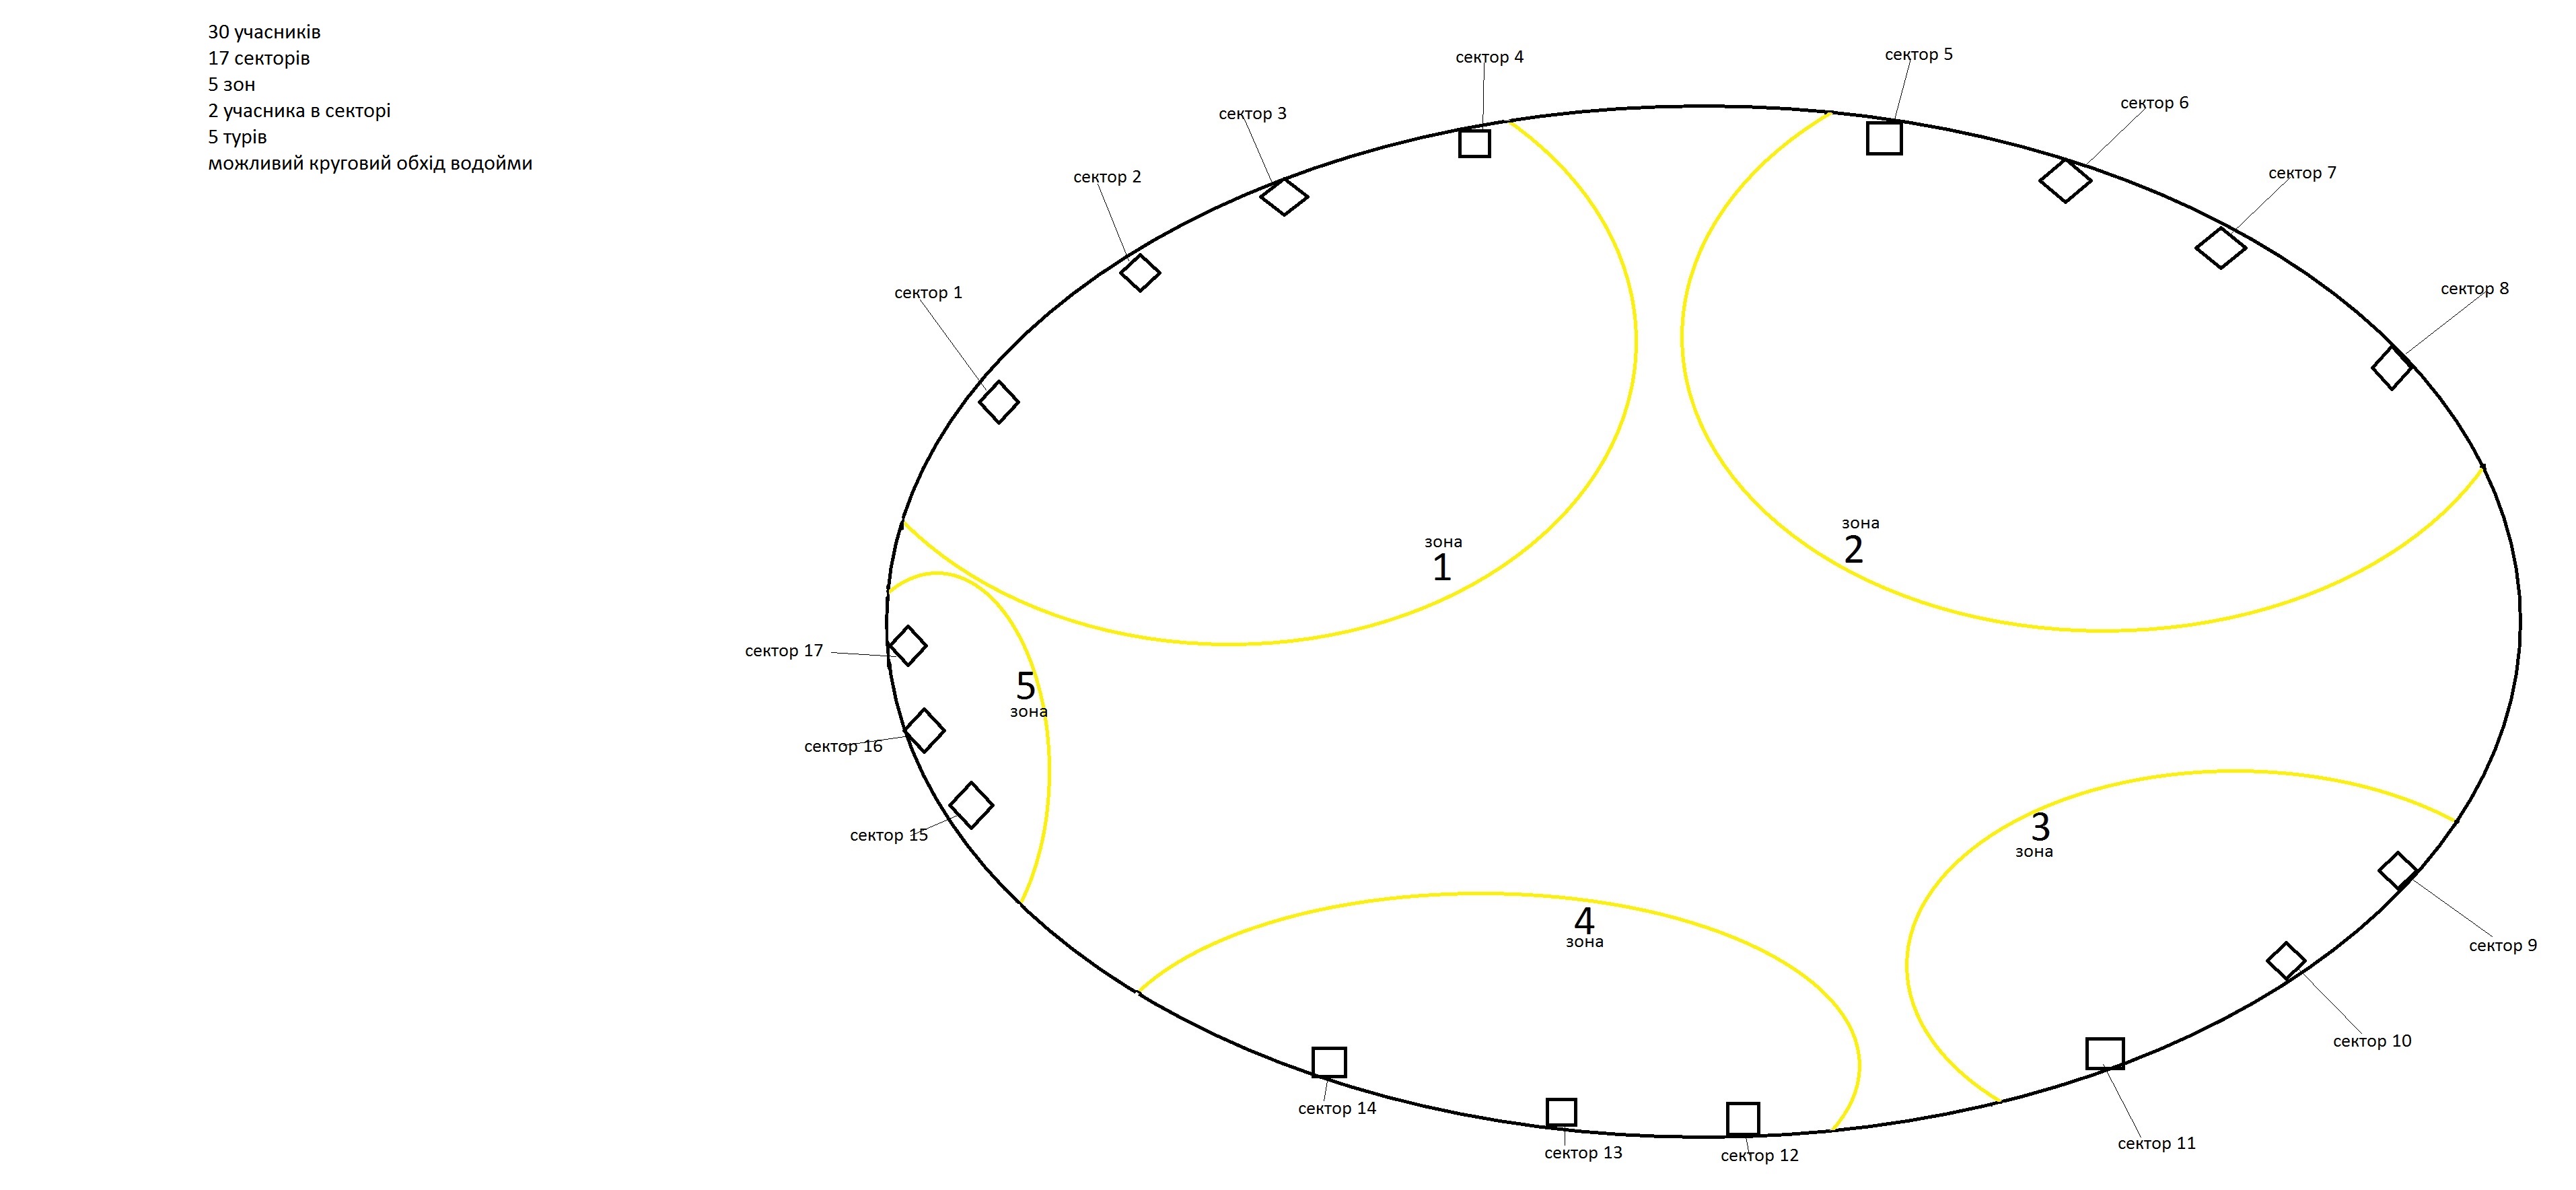 30 учасників
17 секторів
5 зон
2 учасника в секторі
5 турів
можливий круговий обхід водойми
сектор 4
сектор 5
сектор 6
сектор 3
сектор 7
сектор 2
сектор 8
сектор 1
зона
1
зона
2
сектор 17
5
зона
сектор 16
сектор 15
3
зона
4
зона
сектор 9
сектор 10
сектор 14
сектор 11
сектор 13
сектор 12